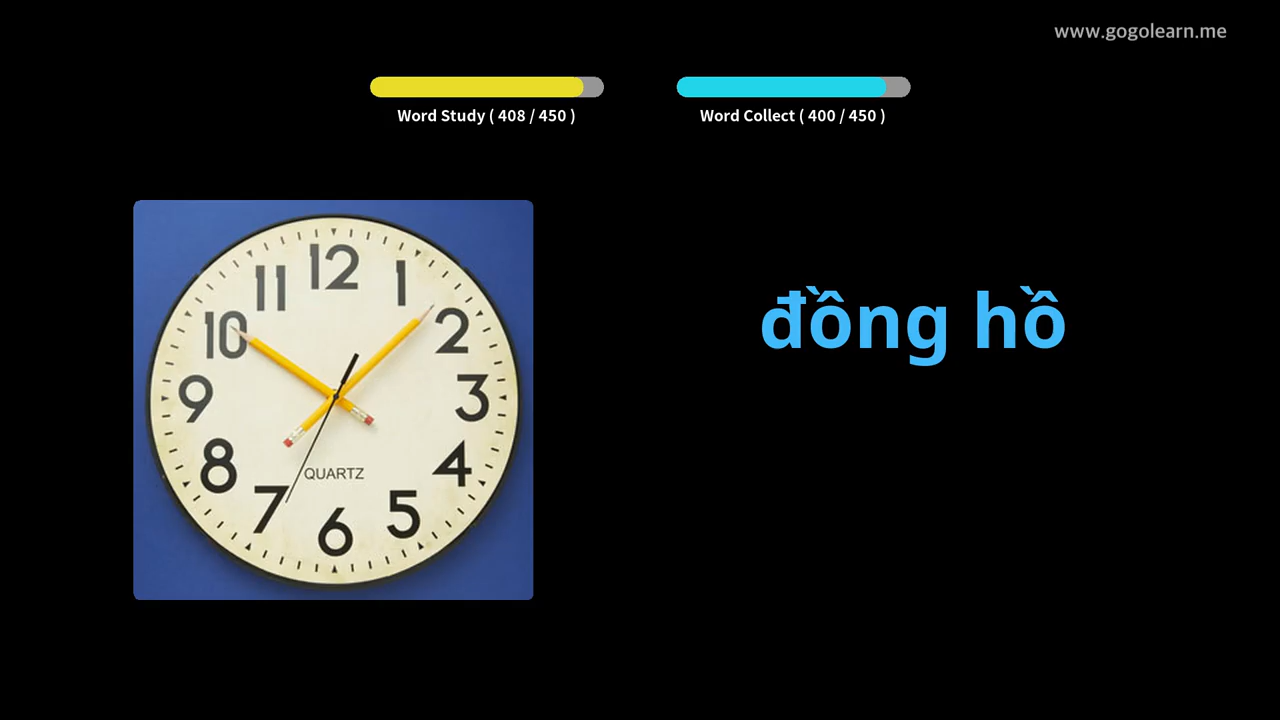 www.gogolearn.me
Word Study ( 408 / 450 )
Word Collect ( 400 / 450 )
12
1
2
3
4
5
6
7
8
9
10
11
QUARTZ
đồng hồ